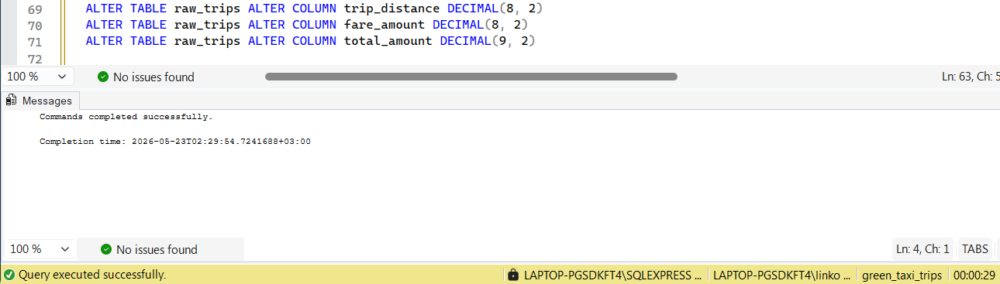 69 ALTER TABLE raw_trips ALTER COLUMN trip_distance DECIMAL(8, 2)
70 ALTER TABLE raw_trips ALTER COLUMN fare_amount DECIMAL(8, 2)
71 ALTER TABLE raw_trips ALTER COLUMN total_amount DECIMAL(9, 2)
72
100 % No issues found Ln: 63, Ch: 5
Messages
Commands completed successfully.
Completion time: 2026-05-23T02:29:54.7241688+03:00
100 % No issues found Ln: 4, Ch: 1 TABS
Query executed successfully. LAPTOP-PGSDKFT4\SQLEXPRESS ... LAPTOP-PGSDKFT4\linko ... green_taxi_trips 00:00:29